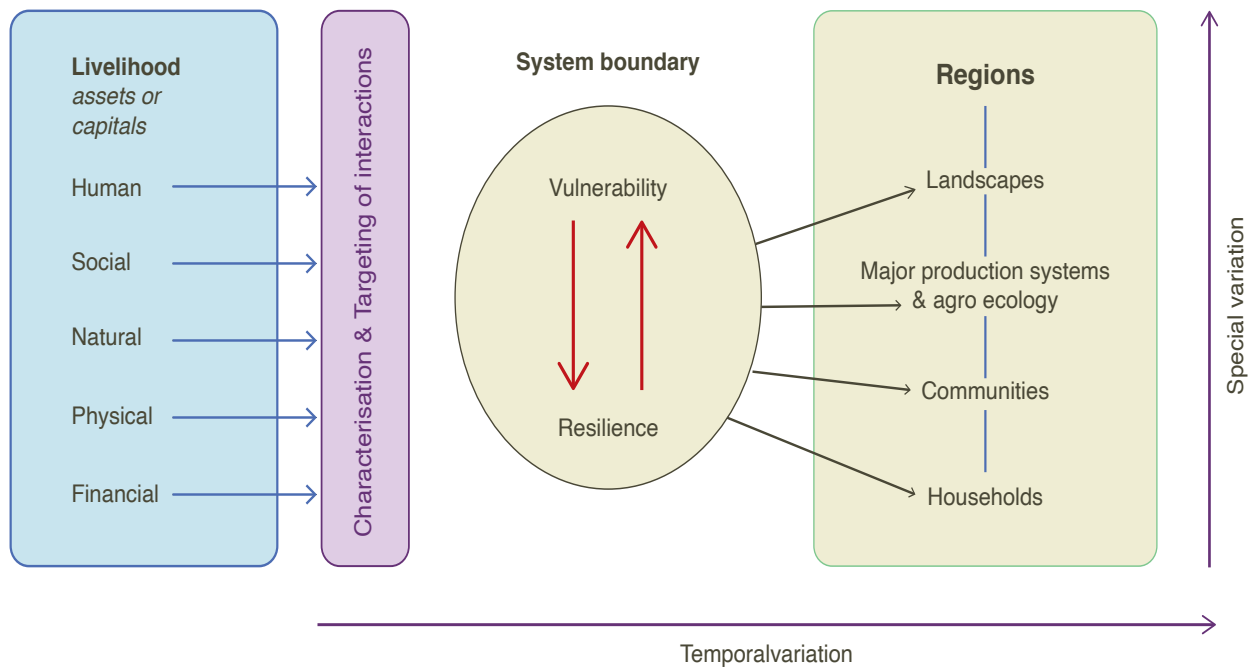 Livelihood
assets or
capitals
Human
Social
Natural
Physical
Financial
Characterisation & Targeting of interactions
System boundary
Vulnerability
Resilience
Regions
Landscapes
Major production systems
& agro ecology
Communities
Households
Special variation
Temporalvariation